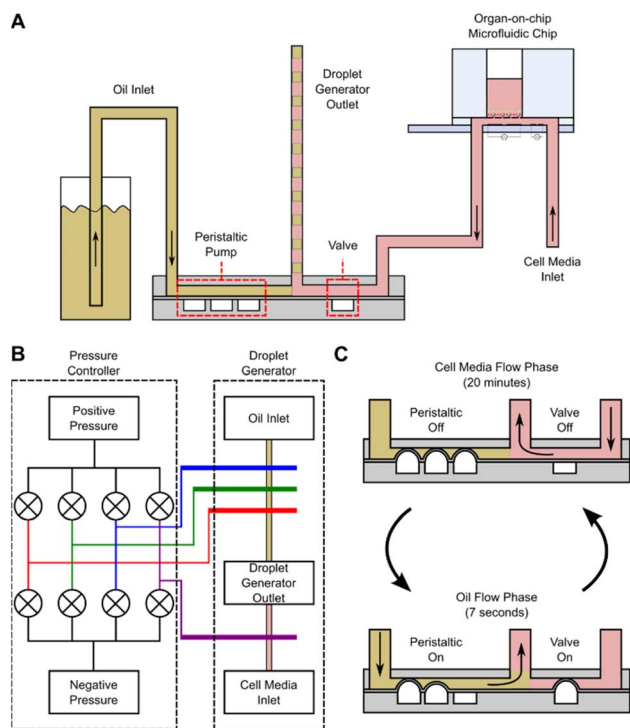 A
Organ-on-chip
Microfluidic Chip
Oil Inlet
Droplet
Generator
Outlet
Peristaltic
Pump
Valve
Cell Media
Inlet
B
Pressure
Controller
Droplet
Generator
Positive
Pressure
Oil Inlet
Droplet
Generator
Outlet
Negative
Pressure
Cell Media
Inlet
C
Cell Media Flow Phase
(20 minutes)
Peristaltic
Off
Valve
Off
Oil Flow Phase
(7 seconds)
Peristaltic
On
Valve
On